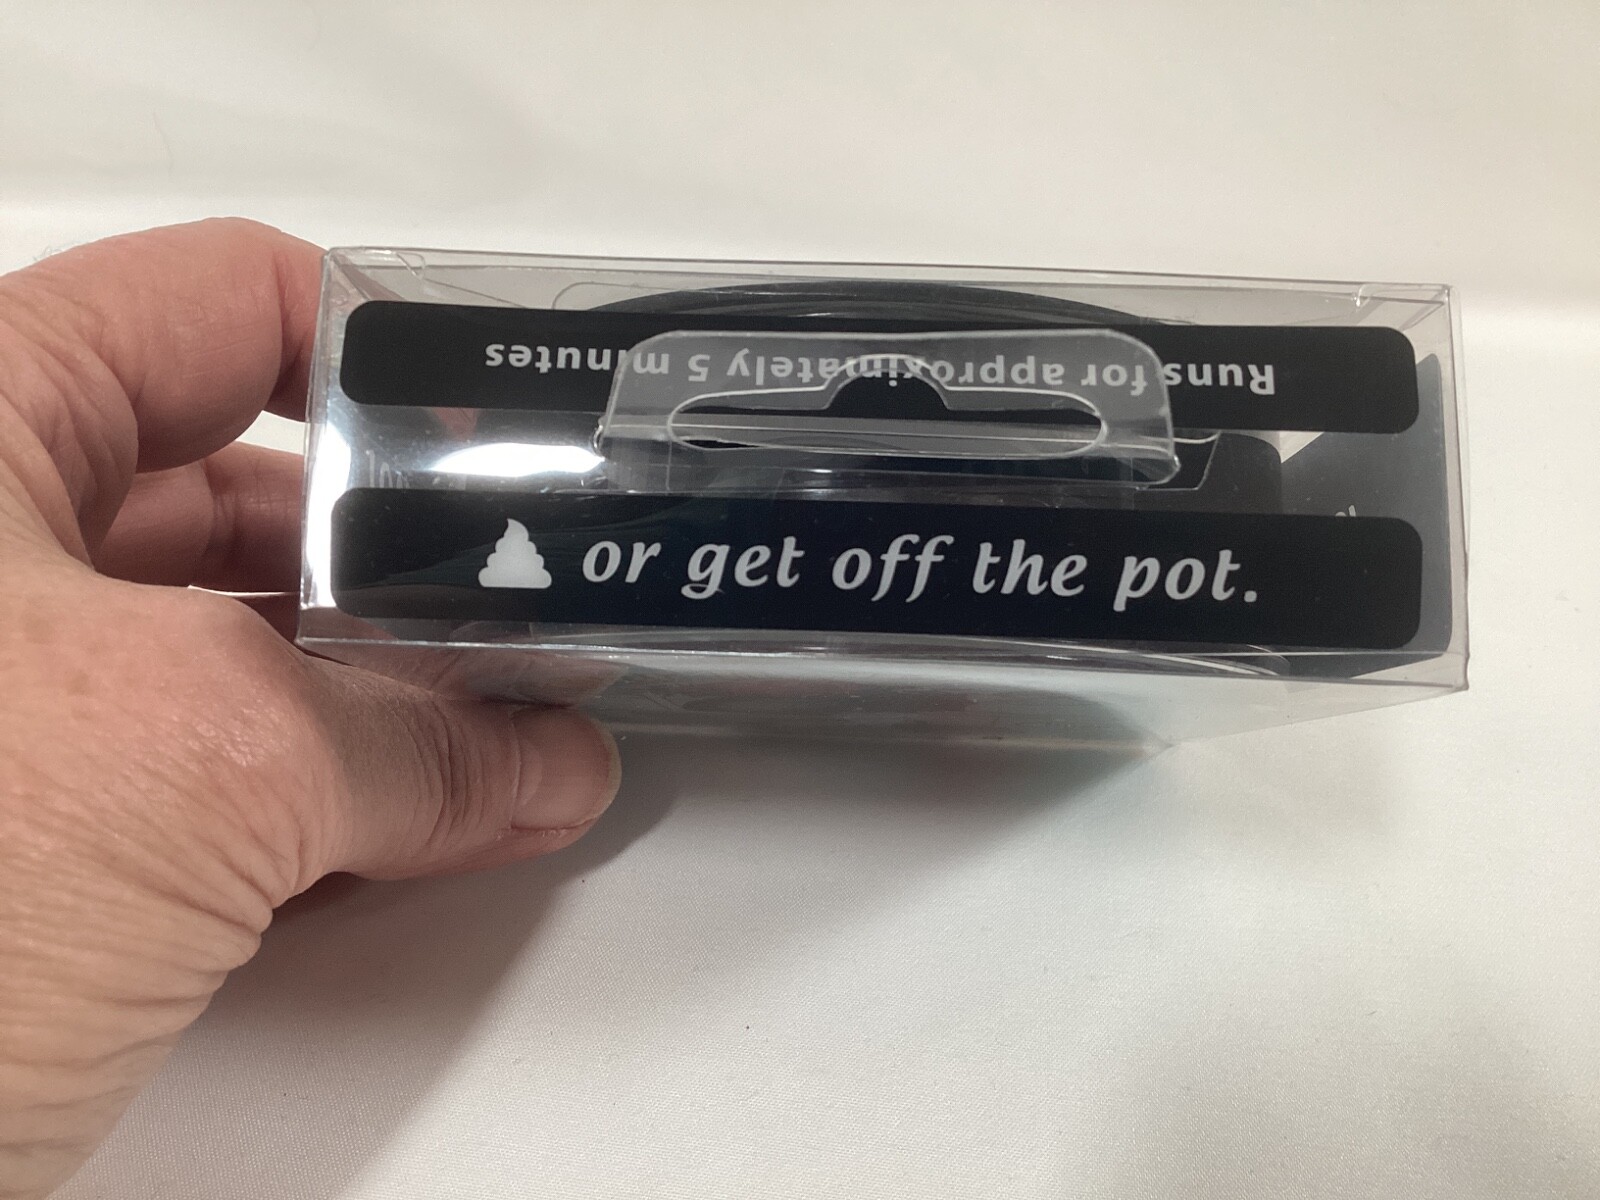 Runs for approximately 5 minutes
💩 or get off the pot.